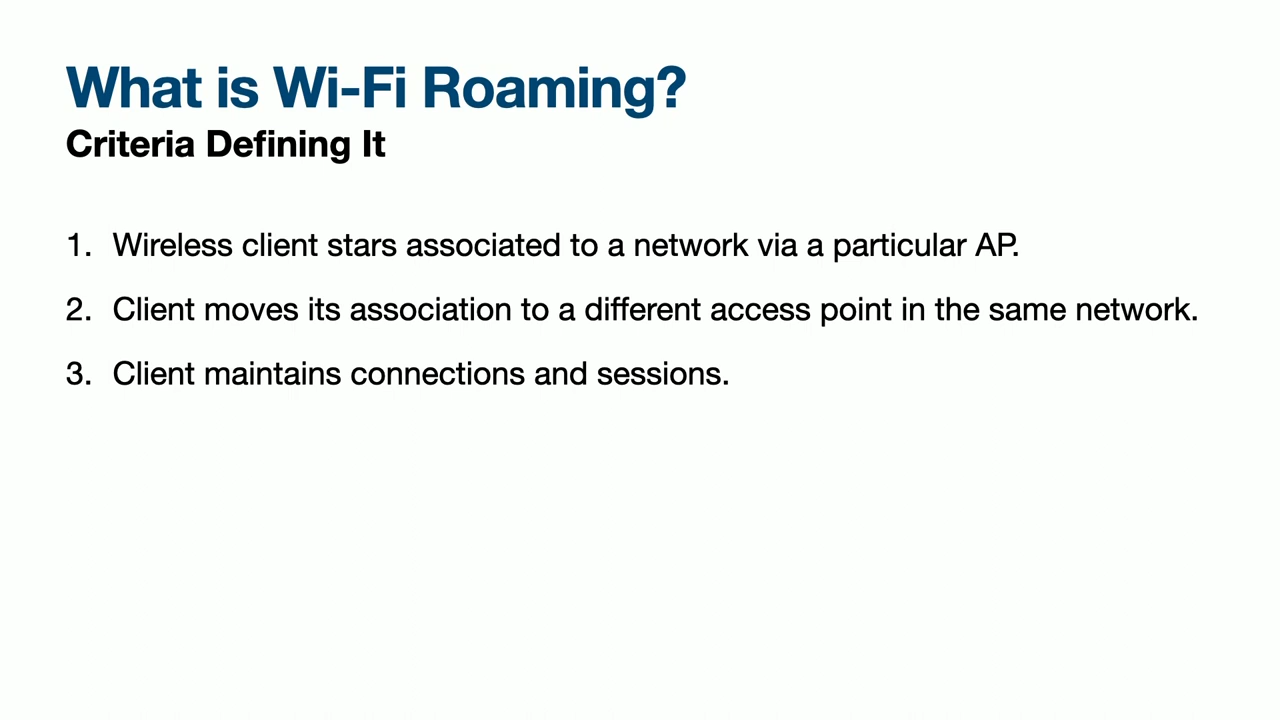 What is Wi-Fi Roaming?
Criteria Defining It
1. Wireless client stars associated to a network via a particular AP.
2. Client moves its association to a different access point in the same network.
3. Client maintains connections and sessions.